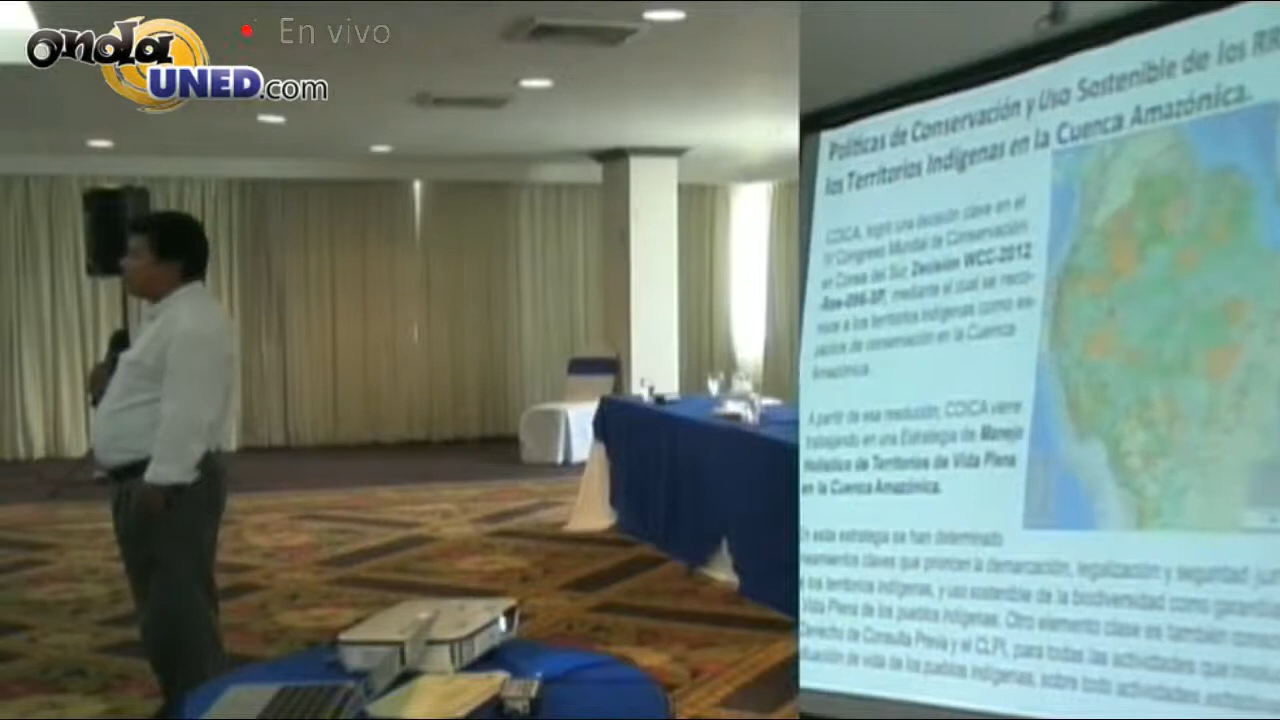 onda
UNED.com
En vivo
Políticas de Conservación y Uso Sostenible de los RR
los Territorios Indígenas en la Cuenca Amazónica.
COICA, logró una decisión clave en el
Congreso Mundial de Conservación
en Corea del Sur, Decisión WCC-2012
mediante el cual se reco-
noce a los territorios indígenas como es-
pacios de conservación en la Cuenca
Amazónica.
A partir de esa resolución, COICA viene
trabajando en una Estrategia de Manejo
Holístico de Territorios de Vida Plena
en la Cuenca Amazónica.
En esta estrategia se han determinado
claves que priorizan la demarcación, legalización y seguridad
los territorios indígenas, y uso sostenible de la biodiversidad como
Vida Plena de los pueblos indígenas. Otro elemento clave es también
Derecho de Consulta Previa y el CLPI, para todas las actividades que
de vida de los pueblos indígenas, sobre todo actividades